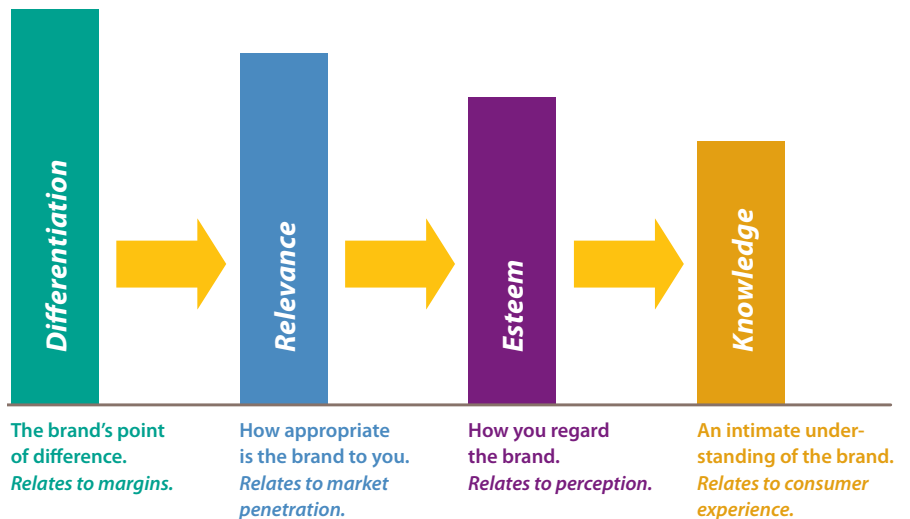 Differentiation
Relevance
Esteem
Knowledge
The brand's point
of difference.
Relates to margins.
How appropriate
is the brand to you.
Relates to market
penetration.
How you regard
the brand.
Relates to perception.
An intimate under-
standing of the brand.
Relates to consumer
experience.